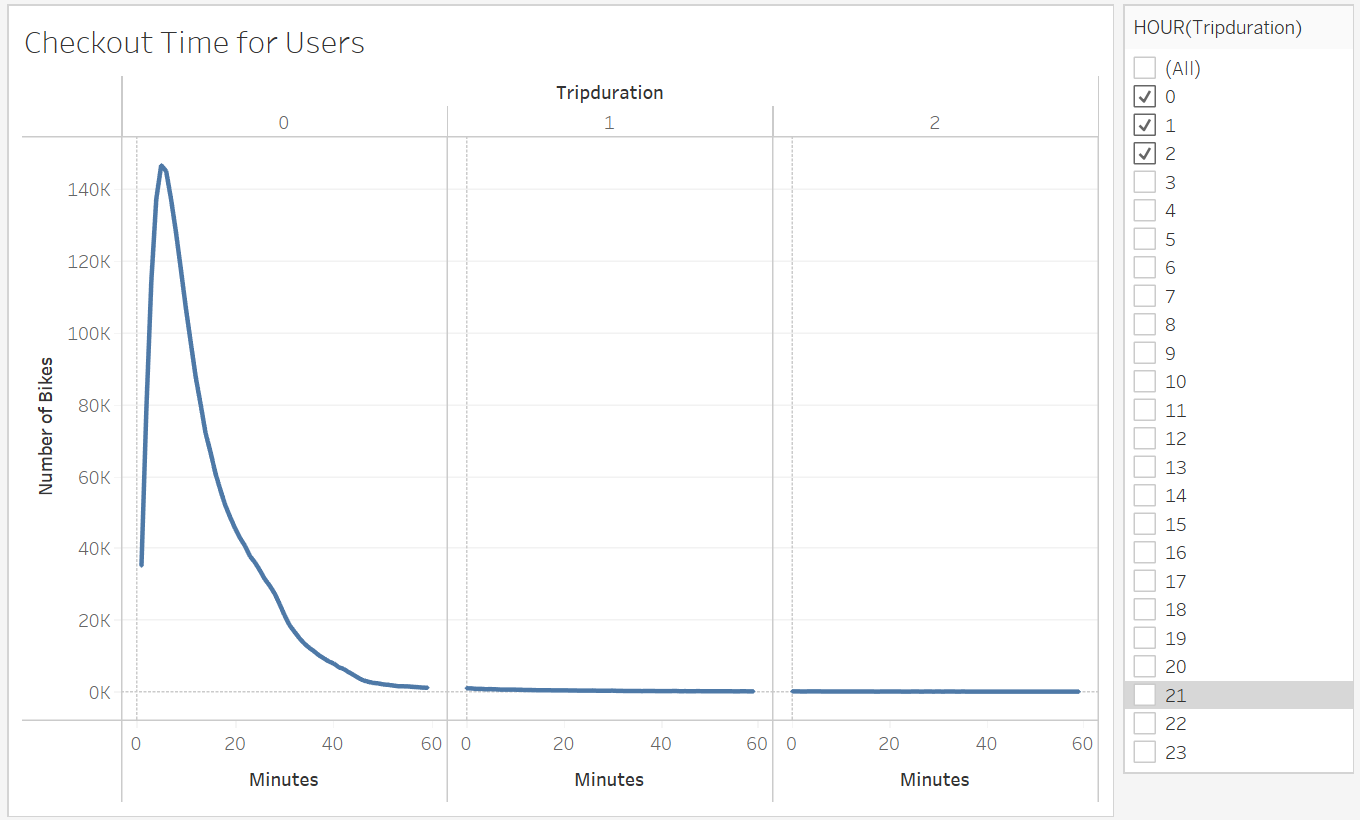 Checkout Time for Users
Tripduration
0 1 2
140K
120K
100K
80K
60K
40K
20K
0K
Number of Bikes
0 20 40 60 0 20 40 60 0 20 40 60
Minutes Minutes Minutes
HOUR(Tripduration)
(All)
0
1
2
3
4
5
6
7
8
9
10
11
12
13
14
15
16
17
18
19
20
21
22
23